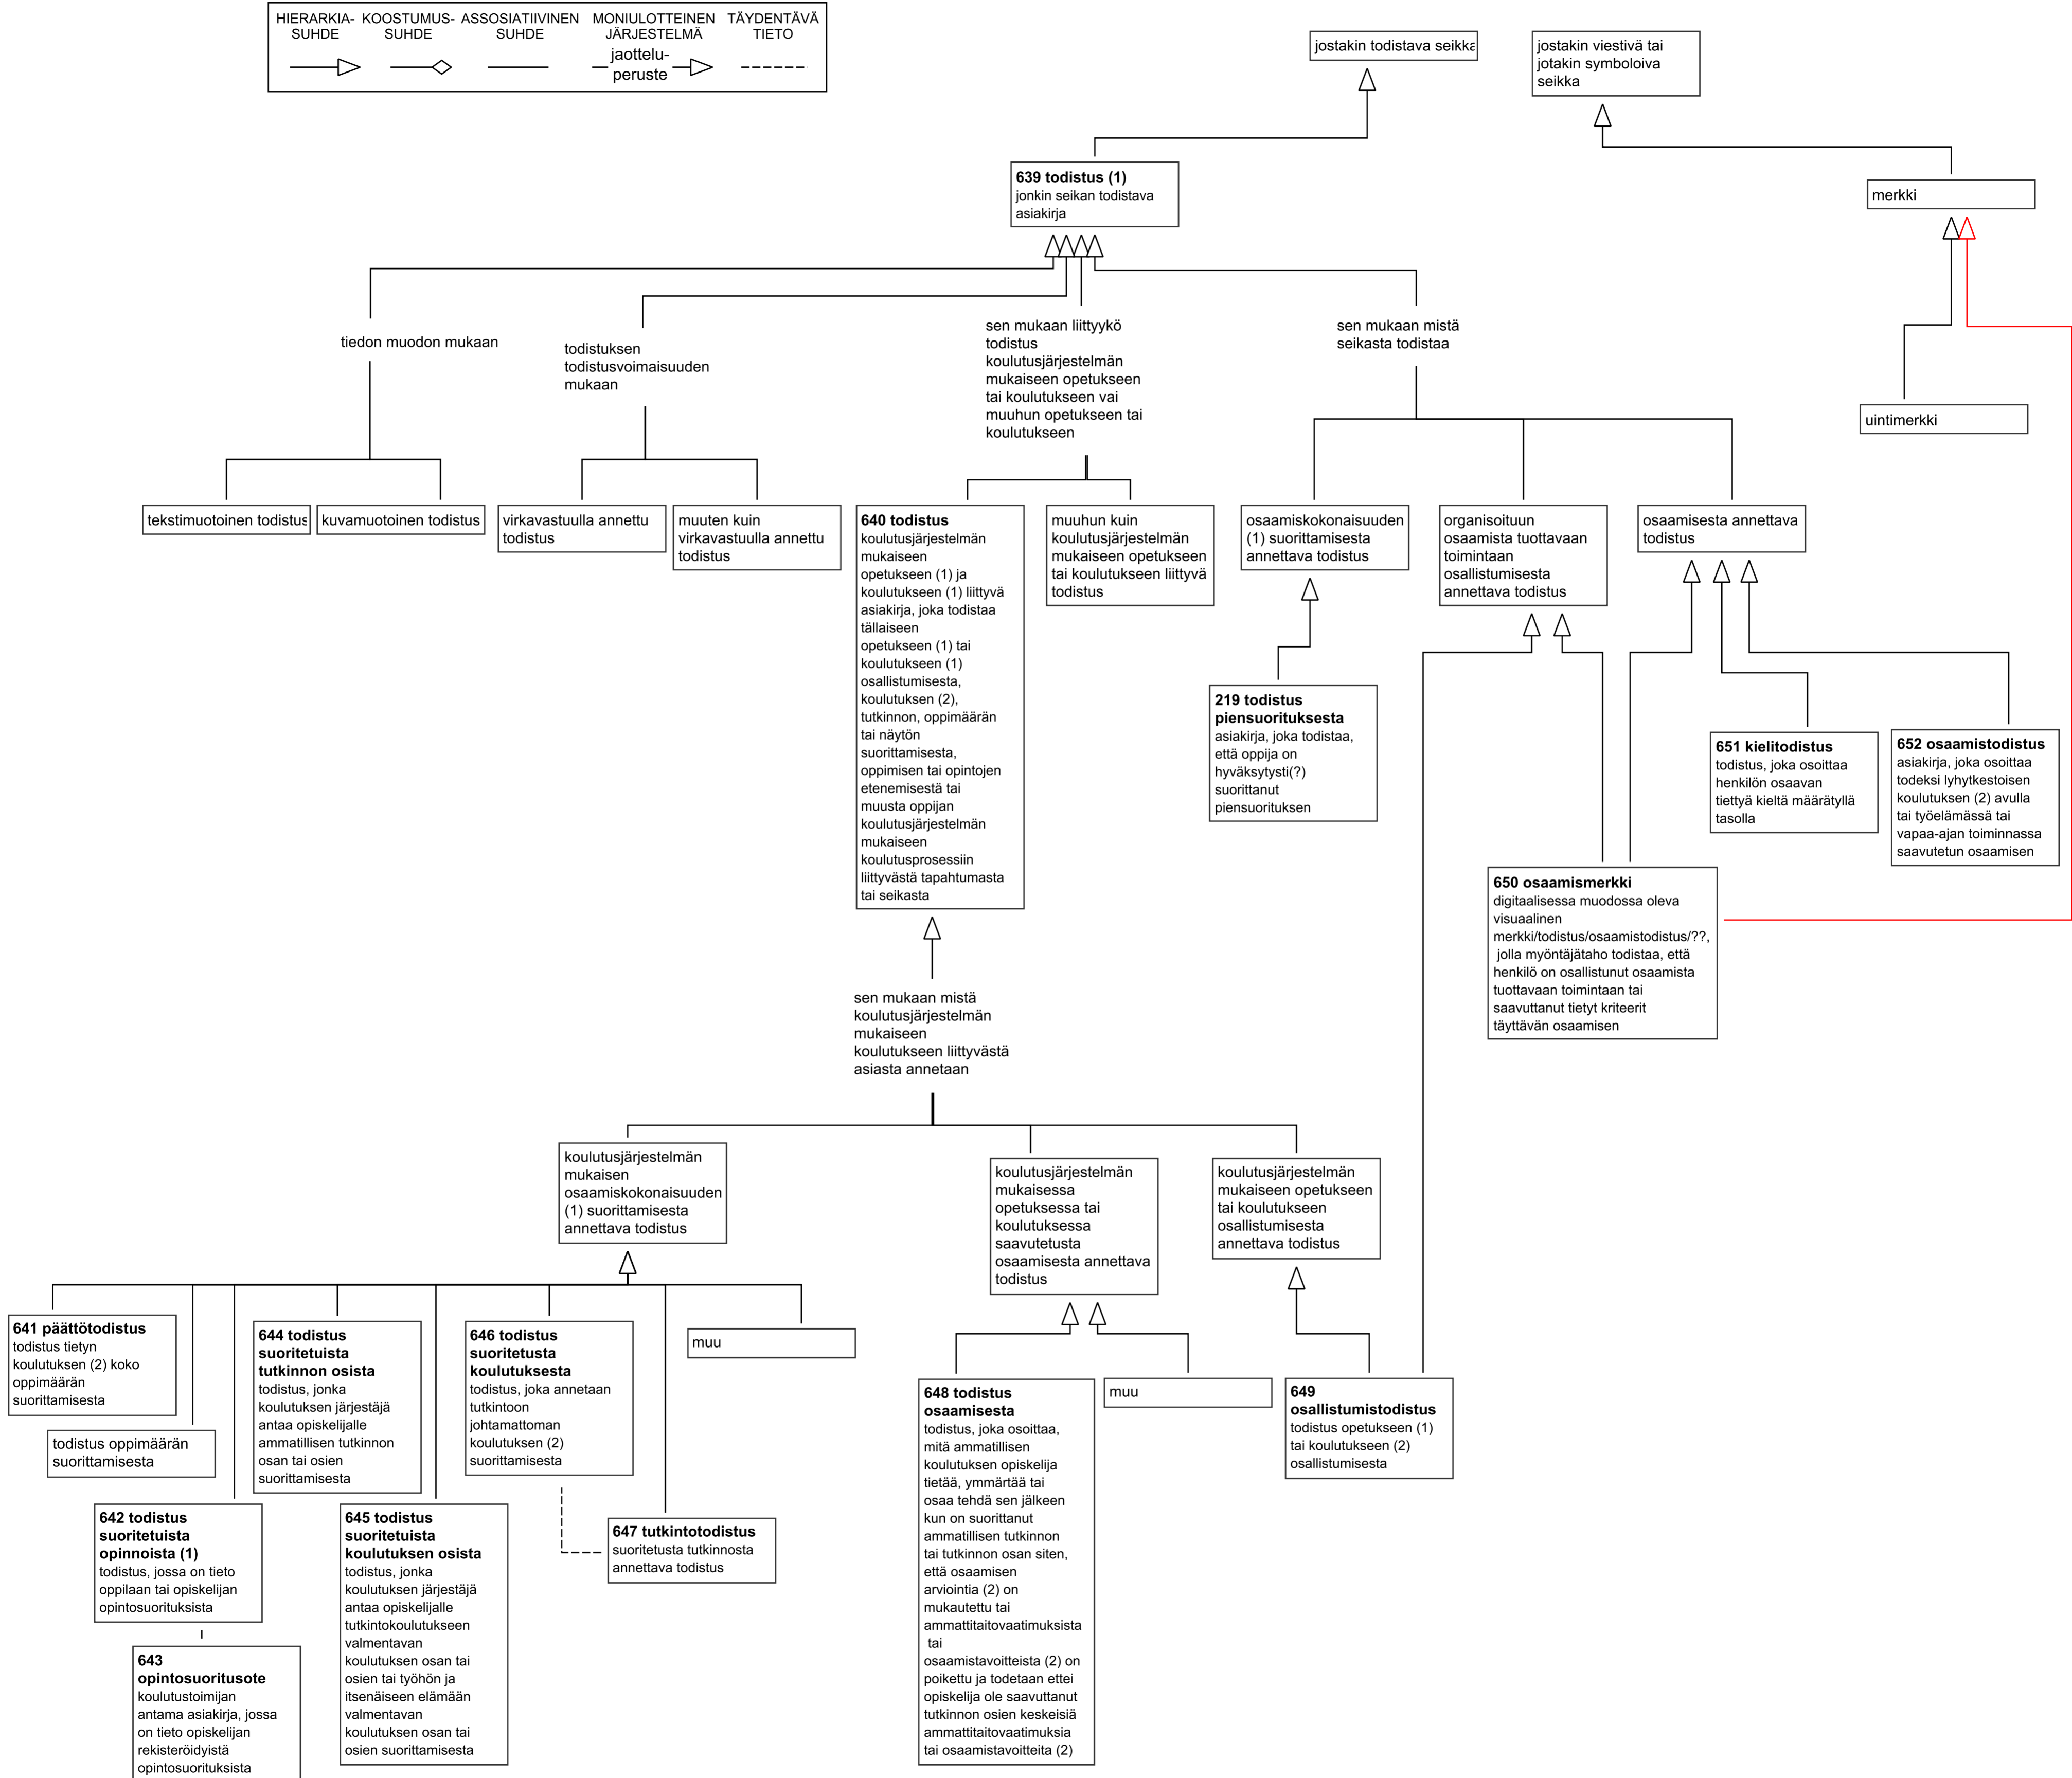 HIERARKIA-
SUHDE
KOOSTUMUS-
SUHDE
ASSOSIATIIVINEN
SUHDE
MONIULOTTEINEN
JÄRJESTELMÄ
TÄYDENTÄVÄ
TIETO
jaottelu-
peruste
jostakin todistava seikka
jostakin viestivä tai
jotakin symboloiva
seikka
639 todistus (1)
jonkin seikan todistava
asiakirja
merkki
tiedon muodon mukaan
todistuksen
todistusvoimaisuuden
mukaan
sen mukaan liittyykö
todistus
koulutusjärjestelmän
mukaiseen opetukseen
tai koulutukseen vai
muuhun opetukseen tai
koulutukseen
sen mukaan mistä
seikasta todistaa
uintimerkki
tekstimuotoinen todistus
kuvamuotoinen todistus
virkavastuulla annettu
todistus
muuten kuin
virkavastuulla annettu
todistus
640 todistus
koulutusjärjestelmän
mukaiseen
opetukseen (1) ja
koulutukseen (1) liittyvä
asiakirja, joka todistaa
tällaiseen
opetukseen (1) tai
koulutukseen (1)
osallistumisesta,
koulutuksen (2),
tutkinnon, oppimäärän
tai näytön
suorittamisesta,
oppimisen tai opintojen
etenemisestä tai
muusta oppijan
koulutusjärjestelmän
mukaiseen
koulutusprosessiin
liittyvästä tapahtumasta
tai seikasta
muuhun kuin
koulutusjärjestelmän
mukaiseen opetukseen
tai koulutukseen liittyvä
todistus
osaamiskokonaisuuden
(1) suorittamisesta
annettava todistus
organisoituun
osaamista tuottavaan
toimintaan
osallistumisesta
annettava todistus
osaamisesta annettava
todistus
219 todistus
piensuorituksesta
asiakirja, joka todistaa,
että oppija on
hyväksytysti(?)
suorittanut
piensuorituksen
651 kielitodistus
todistus, joka osoittaa
henkilön osaavan
tiettyä kieltä määrätyllä
tasolla
652 osaamistodistus
asiakirja, joka osoittaa
todeksi lyhytkestoisen
koulutuksen (2) avulla
tai työelämässä tai
vapaa-ajan toiminnassa
saavutetun osaamisen
650 osaamismerkki
digitaalisessa muodossa oleva
visuaalinen
merkki/todistus/osaamistodistus/??,
jolla myöntäjätaho todistaa, että
henkilö on osallistunut osaamista
tuottavaan toimintaan tai
saavuttanut tietyt kriteerit
täyttävän osaamisen
sen mukaan mistä
koulutusjärjestelmän
mukaiseen
koulutukseen liittyvästä
asiasta annetaan
koulutusjärjestelmän
mukaisen
osaamiskokonaisuuden
(1) suorittamisesta
annettava todistus
koulutusjärjestelmän
mukaisessa
opetuksessa tai
koulutuksessa
saavutetusta
osaamisesta annettava
todistus
koulutusjärjestelmän
mukaiseen opetukseen
tai koulutukseen
osallistumisesta
annettava todistus
641 päättötodistus
todistus tietyn
koulutuksen (2) koko
oppimäärän
suorittamisesta
todistus oppimäärän
suorittamisesta
642 todistus
suoritetuista
opinnoista (1)
todistus, jossa on tieto
oppilaan tai opiskelijan
opintosuorituksista
643
opintosuoritusote
koulutustoimijan
antama asiakirja, jossa
on tieto opiskelijan
rekisteröidyistä
opintosuorituksista
644 todistus
suoritetuista
tutkinnon osista
todistus, jonka
koulutuksen järjestäjä
antaa opiskelijalle
ammatillisen tutkinnon
osan tai osien
suorittamisesta
645 todistus
suoritetuista
koulutuksen osista
todistus, jonka
koulutuksen järjestäjä
antaa opiskelijalle
tutkintokoulutukseen
valmentavan
koulutuksen osan tai
osien tai työhön ja
itsenäiseen elämään
valmentavan
koulutuksen osan tai
osien suorittamisesta
646 todistus
suoritetusta
koulutuksesta
todistus, joka annetaan
tutkintoon
johtamattoman
koulutuksen (2)
suorittamisesta
647 tutkintotodistus
suoritetusta tutkinnosta
annettava todistus
muu
648 todistus
osaamisesta
todistus, joka osoittaa,
mitä ammatillisen
koulutuksen opiskelija
tietää, ymmärtää tai
osaa tehdä sen jälkeen
kun on suorittanut
ammatillisen tutkinnon
tai tutkinnon osan siten,
että osaamisen
arviointia (2) on
mukautettu tai
ammattitaitovaatimuksista
tai
osaamistavoitteista (2) on
poikettu ja todetaan ettei
opiskelija ole saavuttanut
tutkinnon osien keskeisiä
ammattitaitovaatimuksia
tai osaamistavoitteita (2)
muu
649
osallistumistodistus
todistus opetukseen (1)
tai koulutukseen (2)
osallistumisesta